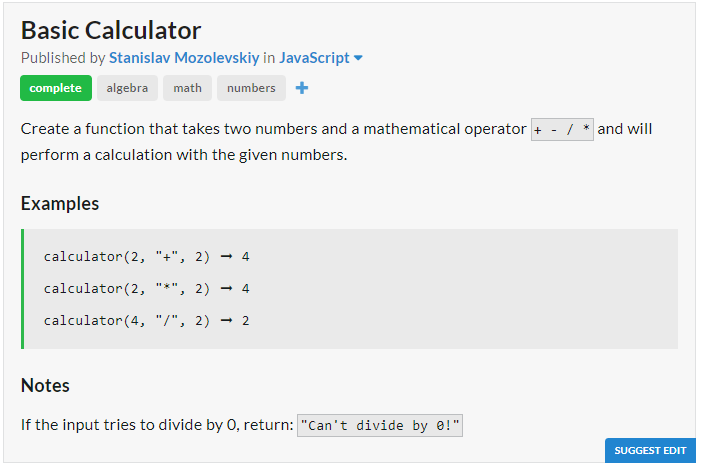 Basic Calculator
Published by Stanislav Mozolevskiy in JavaScript
complete algebra math numbers +
Create a function that takes two numbers and a mathematical operator + - / * and will
perform a calculation with the given numbers.
Examples
calculator(2, "+", 2) ➞ 4
calculator(2, "*", 2) ➞ 4
calculator(4, "/", 2) ➞ 2
Notes
If the input tries to divide by 0, return: "Can't divide by 0!"
SUGGEST EDIT